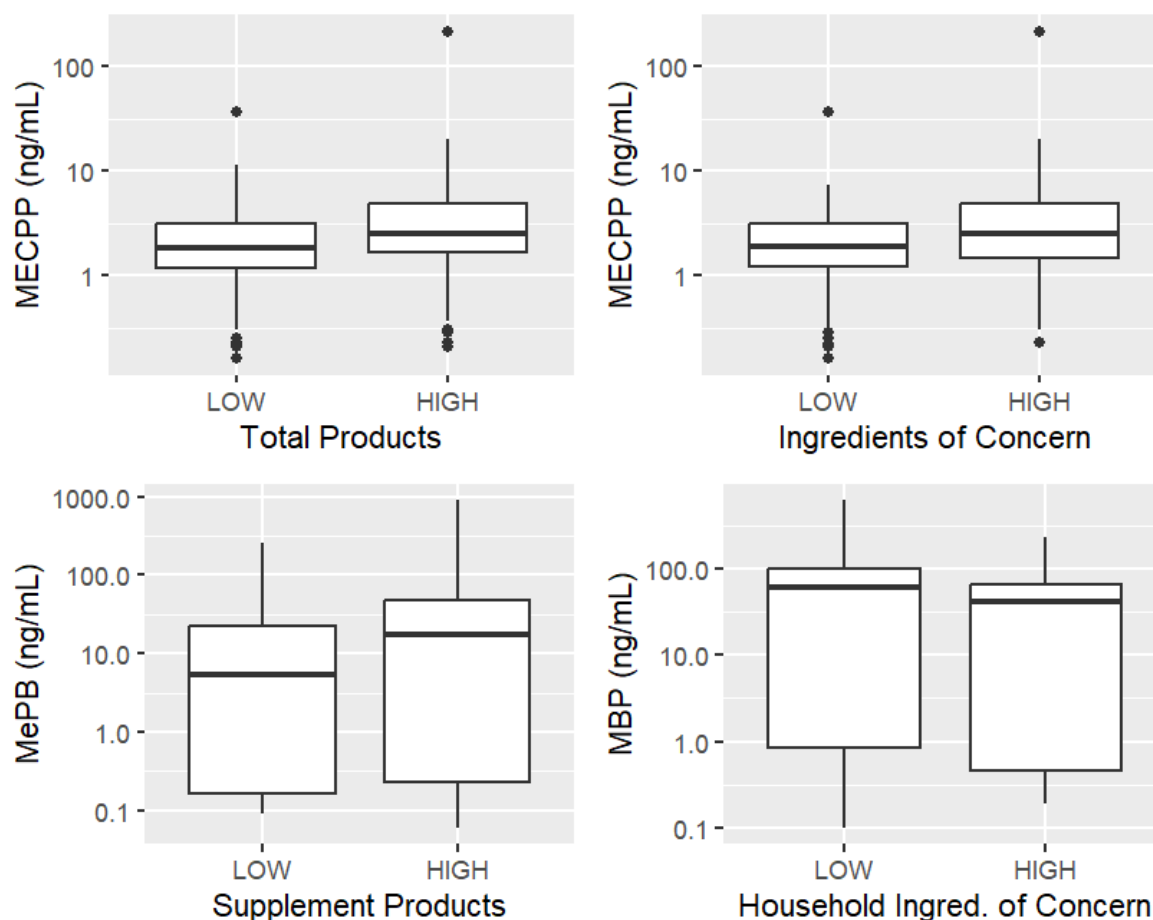 MECPP (ng/mL)
100
10
1
LOW
HIGH
Total Products
MECPP (ng/mL)
100
10
1
LOW
HIGH
Ingredients of Concern
MePB (ng/mL)
1000.0
100.0
10.0
1.0
0.1
LOW
HIGH
Supplement Products
MBP (ng/mL)
100.0
10.0
1.0
0.1
LOW
HIGH
Household Ingred. of Concern